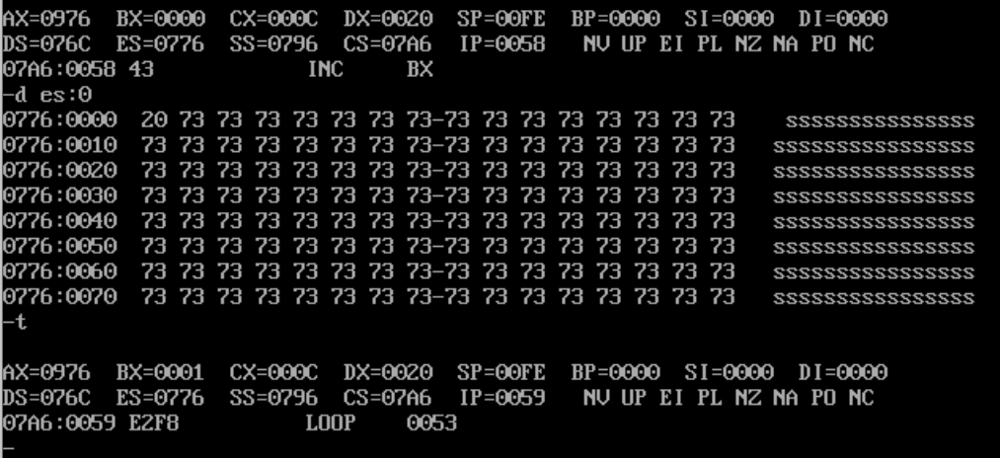 AX=0976  BX=0000  CX=000C  DX=0020  SP=00FE  BP=0000  SI=0000  DI=0000
DS=076C  ES=0776  SS=0796  CS=07A6  IP=0058   NV UP EI PL NZ NA PO NC
07A6:0058 43            INC     BX
-d es:0
0776:0000  20 73 73 73 73 73 73 73-73 73 73 73 73 73 73 73    sssssssssssssss
0776:0010  73 73 73 73 73 73 73 73-73 73 73 73 73 73 73 73   ssssssssssssssss
0776:0020  73 73 73 73 73 73 73 73-73 73 73 73 73 73 73 73   ssssssssssssssss
0776:0030  73 73 73 73 73 73 73 73-73 73 73 73 73 73 73 73   ssssssssssssssss
0776:0040  73 73 73 73 73 73 73 73-73 73 73 73 73 73 73 73   ssssssssssssssss
0776:0050  73 73 73 73 73 73 73 73-73 73 73 73 73 73 73 73   ssssssssssssssss
0776:0060  73 73 73 73 73 73 73 73-73 73 73 73 73 73 73 73   ssssssssssssssss
0776:0070  73 73 73 73 73 73 73 73-73 73 73 73 73 73 73 73   ssssssssssssssss
-t
AX=0976  BX=0001  CX=000C  DX=0020  SP=00FE  BP=0000  SI=0000  DI=0000
DS=076C  ES=0776  SS=0796  CS=07A6  IP=0059   NV UP EI PL NZ NA PO NC
07A6:0059 E2F8          LOOP    0053
-